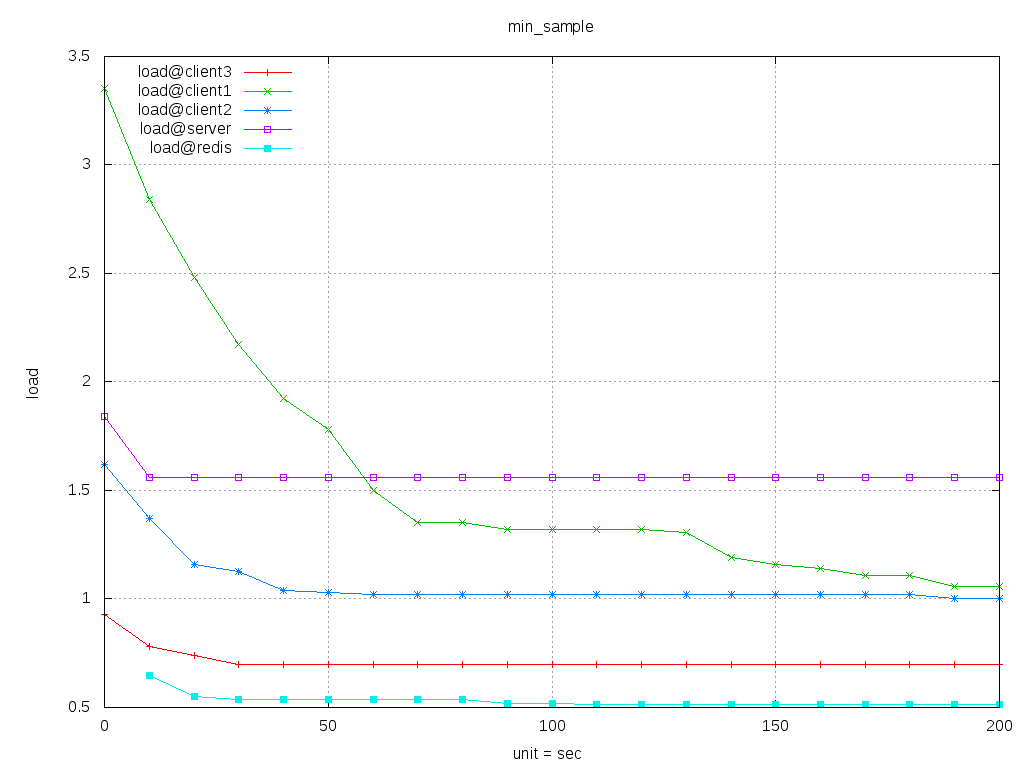 min_sample
3.5
3
2.5
2
1.5
1
0.5
load
load@client3
load@client1
load@client2
load@server
load@redis
0 50 100 150 200
unit = sec